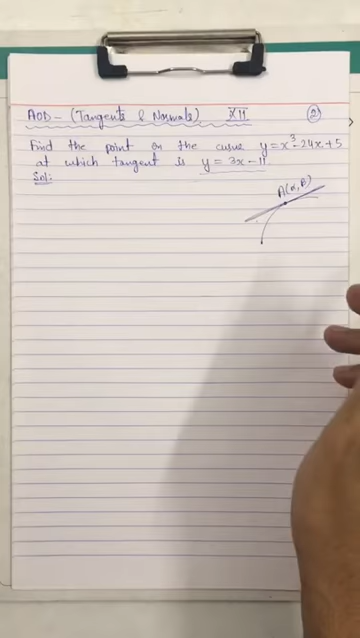 AOD - (Tangents & Normals) XII 2
Find the point on the curve y = x³ - 24x + 5
at which tangent is y = 3x - 11
Sol:
A(α, β)